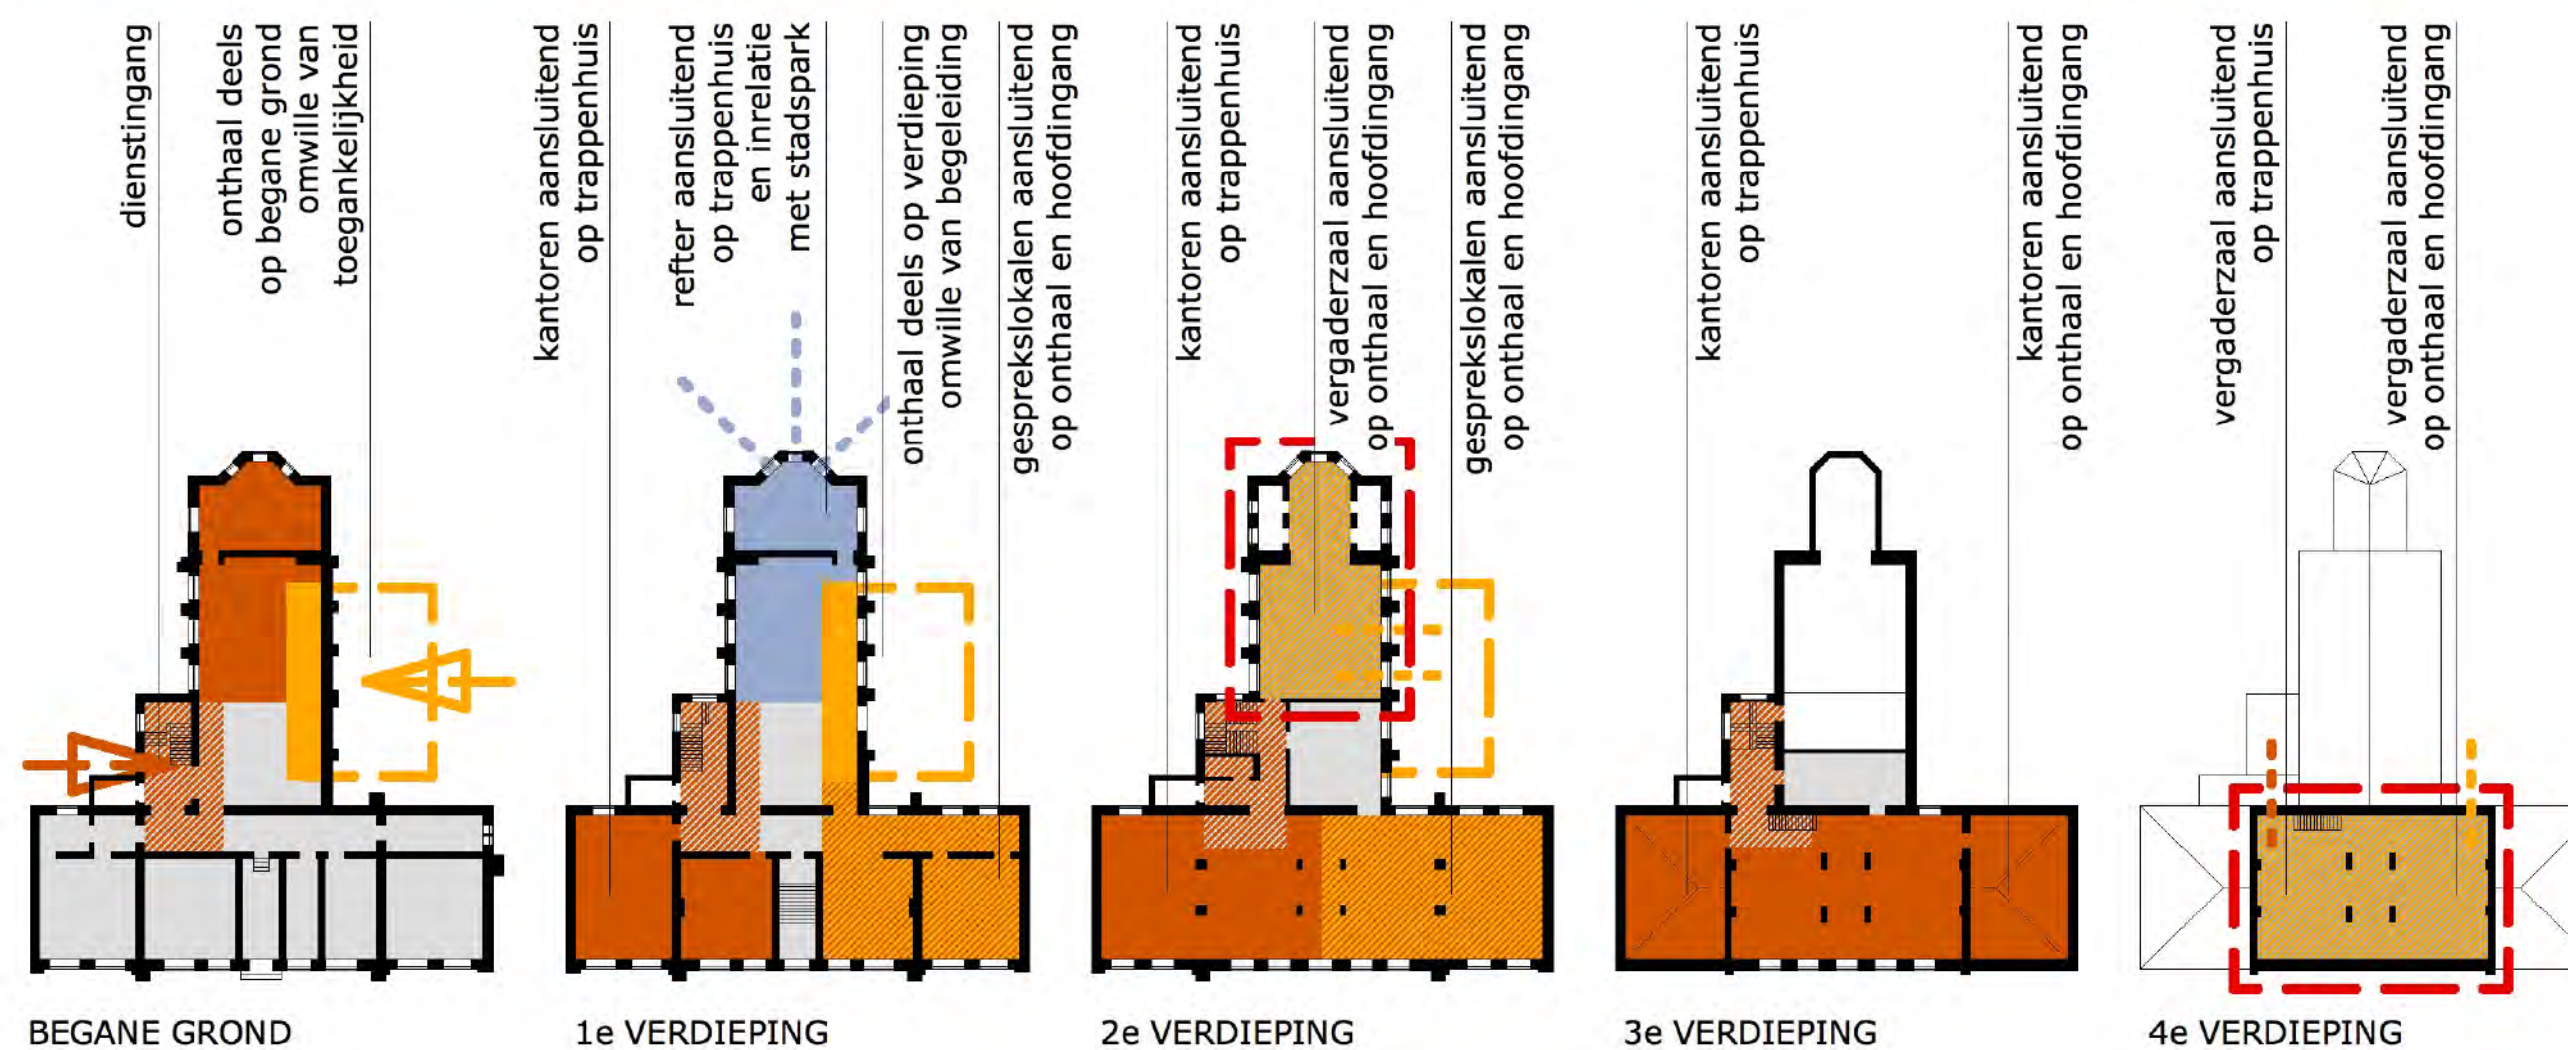 dienstingang
onthaal deels
op begane grond
omwille van
toegankelijkheid
kantoren aansluitend
op trappenhuis
refter aansluitend
op trappenhuis
en inrelatie
met stadspark
onthaal deels op verdieping
omwille van begeleiding
gesprekslokalen aansluitend
op onthaal en hoofdingang
kantoren aansluitend
op trappenhuis
vergaderzaal aansluitend
op onthaal en hoofdingang
gesprekslokalen aansluitend
op onthaal en hoofdingang
kantoren aansluitend
op trappenhuis
kantoren aansluitend
op onthaal en hoofdingang
vergaderzaal aansluitend
op trappenhuis
vergaderzaal aansluitend
op onthaal en hoofdingang
BEGANE GROND
1e VERDIEPING
2e VERDIEPING
3e VERDIEPING
4e VERDIEPING